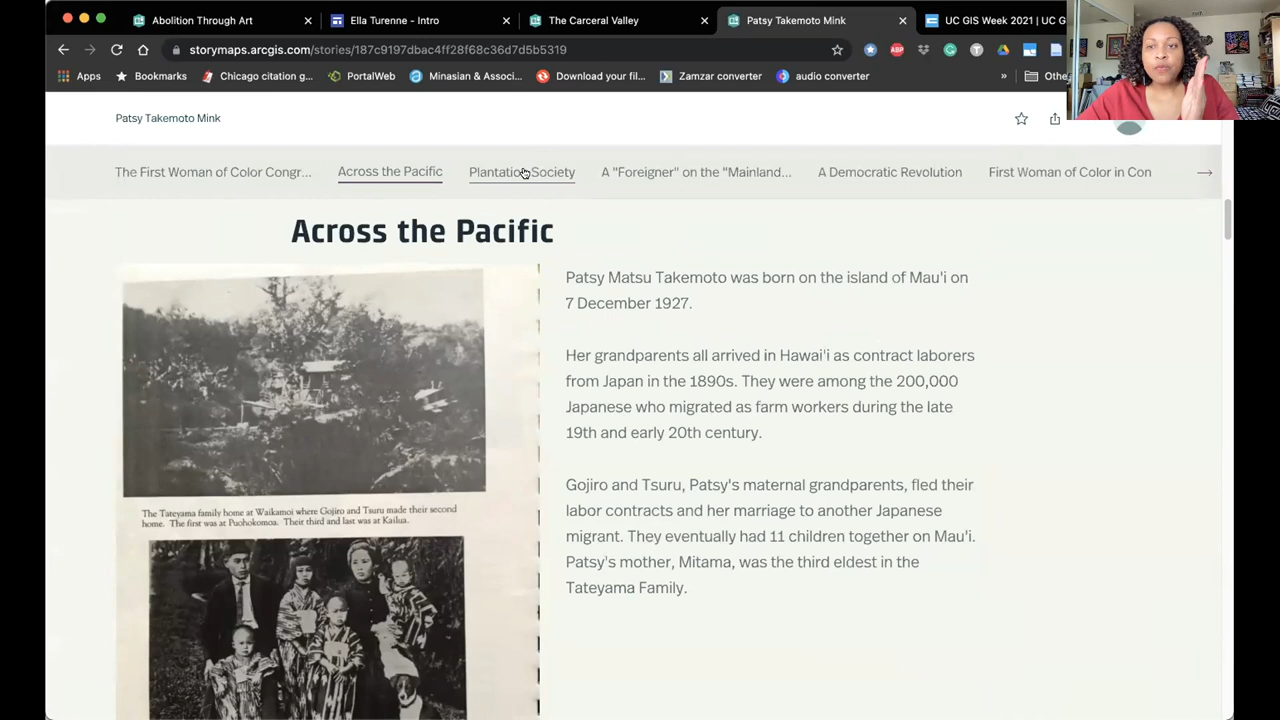 Abolition Through Art
Ella Turenne - Intro
The Carceral Valley
Patsy Takemoto Mink
UC GIS Week 2021 | UC G
storymaps.arcgis.com/stories/187c9197dbac4ff28f68c36d7d5b5319
ABP
Apps
Bookmarks
Chicago citation g...
PortalWeb
Minasian & Associ...
Download your fil...
Zamzar converter
audio converter
»
Othe
Patsy Takemoto Mink
The First Woman of Color Congr...
Across the Pacific
Plantation Society
A "Foreigner" on the "Mainland...
A Democratic Revolution
First Woman of Color in Con
Across the Pacific
Patsy Matsu Takemoto was born on the island of Mau'i on
7 December 1927.
Her grandparents all arrived in Hawai'i as contract laborers
from Japan in the 1890s. They were among the 200,000
Japanese who migrated as farm workers during the late
19th and early 20th century.
Gojiro and Tsuru, Patsy's maternal grandparents, fled their
labor contracts and her marriage to another Japanese
migrant. They eventually had 11 children together on Mau'i.
Patsy's mother, Mitama, was the third eldest in the
Tateyama Family.
The Tateyama family home at Waikamoi where Gojiro and Tsuru made their second
home. The first was at Puohokomoa. Their third and last was at Kailua.